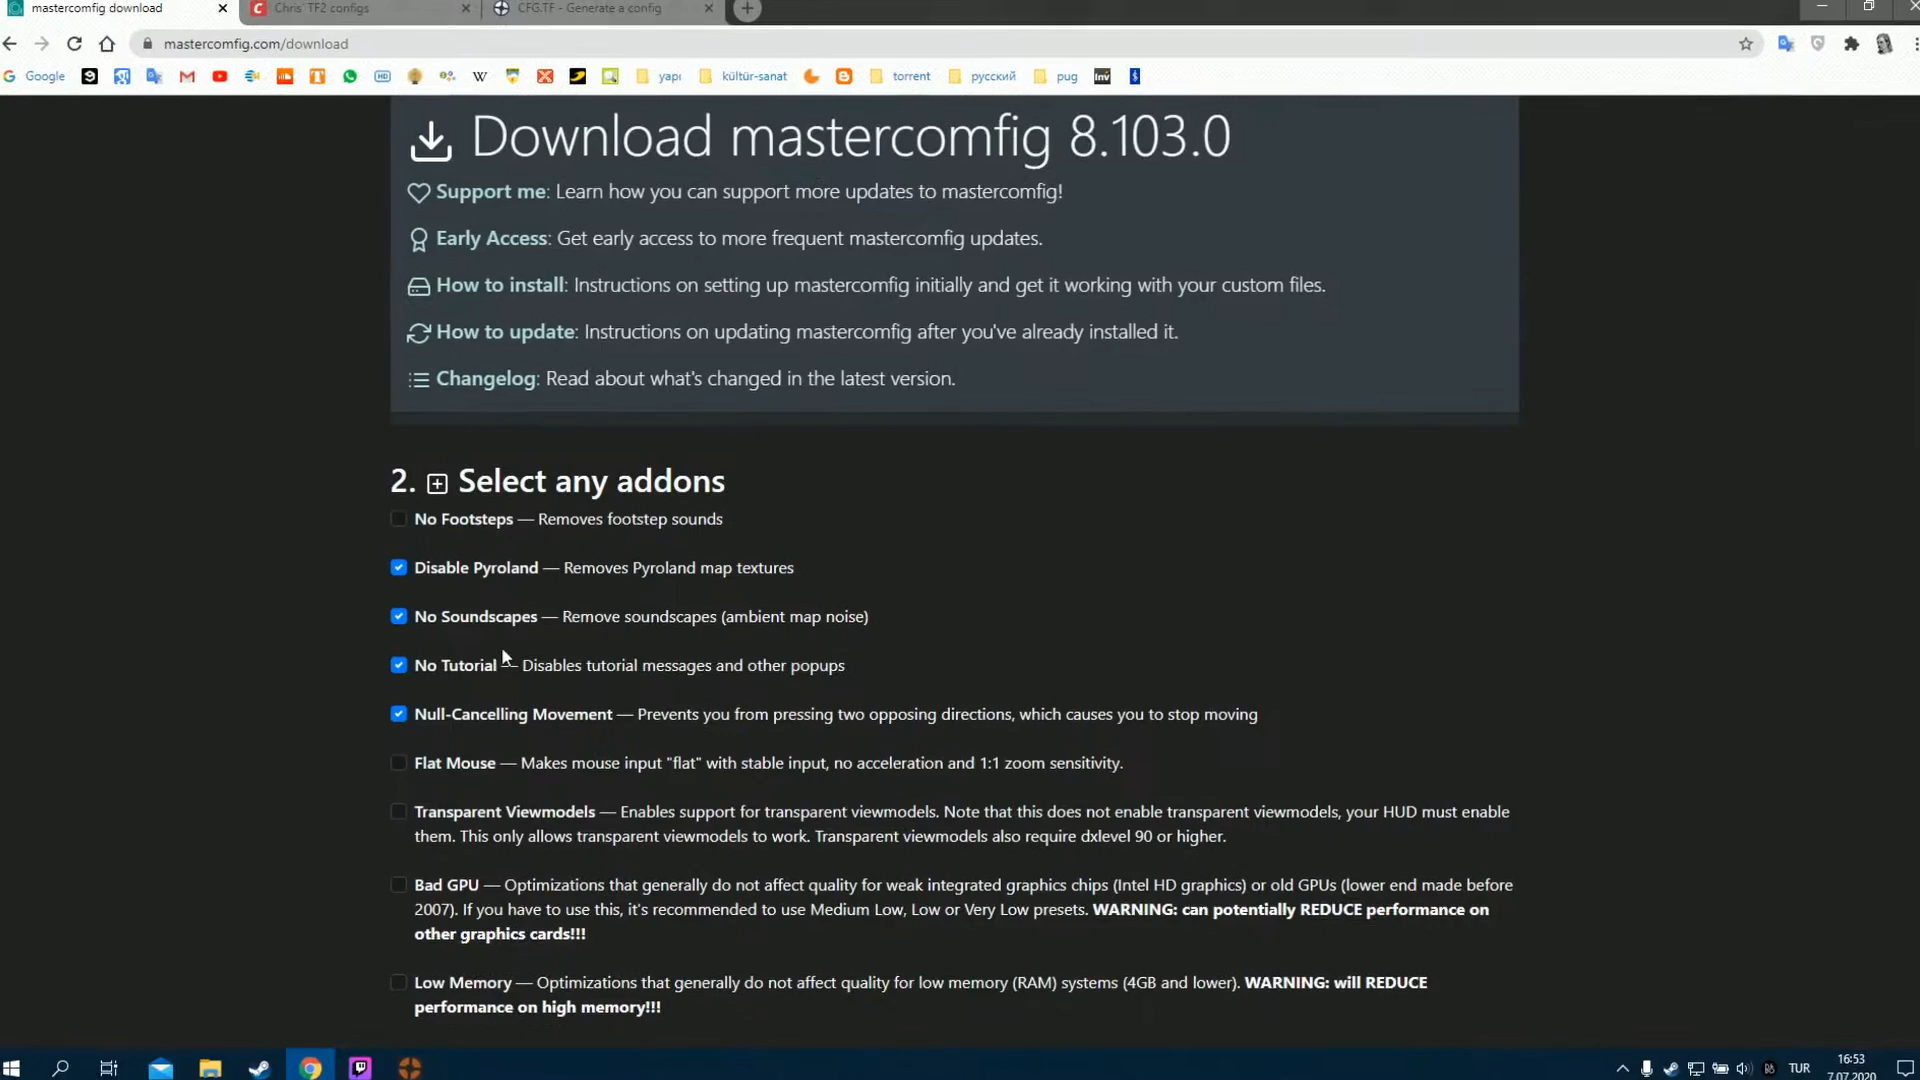 mastercomfig download
Chris' TF2 configs
CFG.TF - Generate a config
mastercomfig.com/download
Google
yapı
kültür-sanat
torrent
русский
pug
Download mastercomfig 8.103.0
Support me: Learn how you can support more updates to mastercomfig!
Early Access: Get early access to more frequent mastercomfig updates.
How to install: Instructions on setting up mastercomfig initially and get it working with your custom files.
How to update: Instructions on updating mastercomfig after you've already installed it.
Changelog: Read about what's changed in the latest version.
2. Select any addons
No Footsteps — Removes footstep sounds
Disable Pyroland — Removes Pyroland map textures
No Soundscapes — Remove soundscapes (ambient map noise)
No Tutorial — Disables tutorial messages and other popups
Null-Cancelling Movement — Prevents you from pressing two opposing directions, which causes you to stop moving
Flat Mouse — Makes mouse input "flat" with stable input, no acceleration and 1:1 zoom sensitivity.
Transparent Viewmodels — Enables support for transparent viewmodels. Note that this does not enable transparent viewmodels, your HUD must enable
them. This only allows transparent viewmodels to work. Transparent viewmodels also require dxlevel 90 or higher.
Bad GPU — Optimizations that generally do not affect quality for weak integrated graphics chips (Intel HD graphics) or old GPUs (lower end made before
2007). If you have to use this, it's recommended to use Medium Low, Low or Very Low presets. WARNING: can potentially REDUCE performance on
other graphics cards!!!
Low Memory — Optimizations that generally do not affect quality for low memory (RAM) systems (4GB and lower). WARNING: will REDUCE
performance on high memory!!!
TUR
16:53
7.07.2020